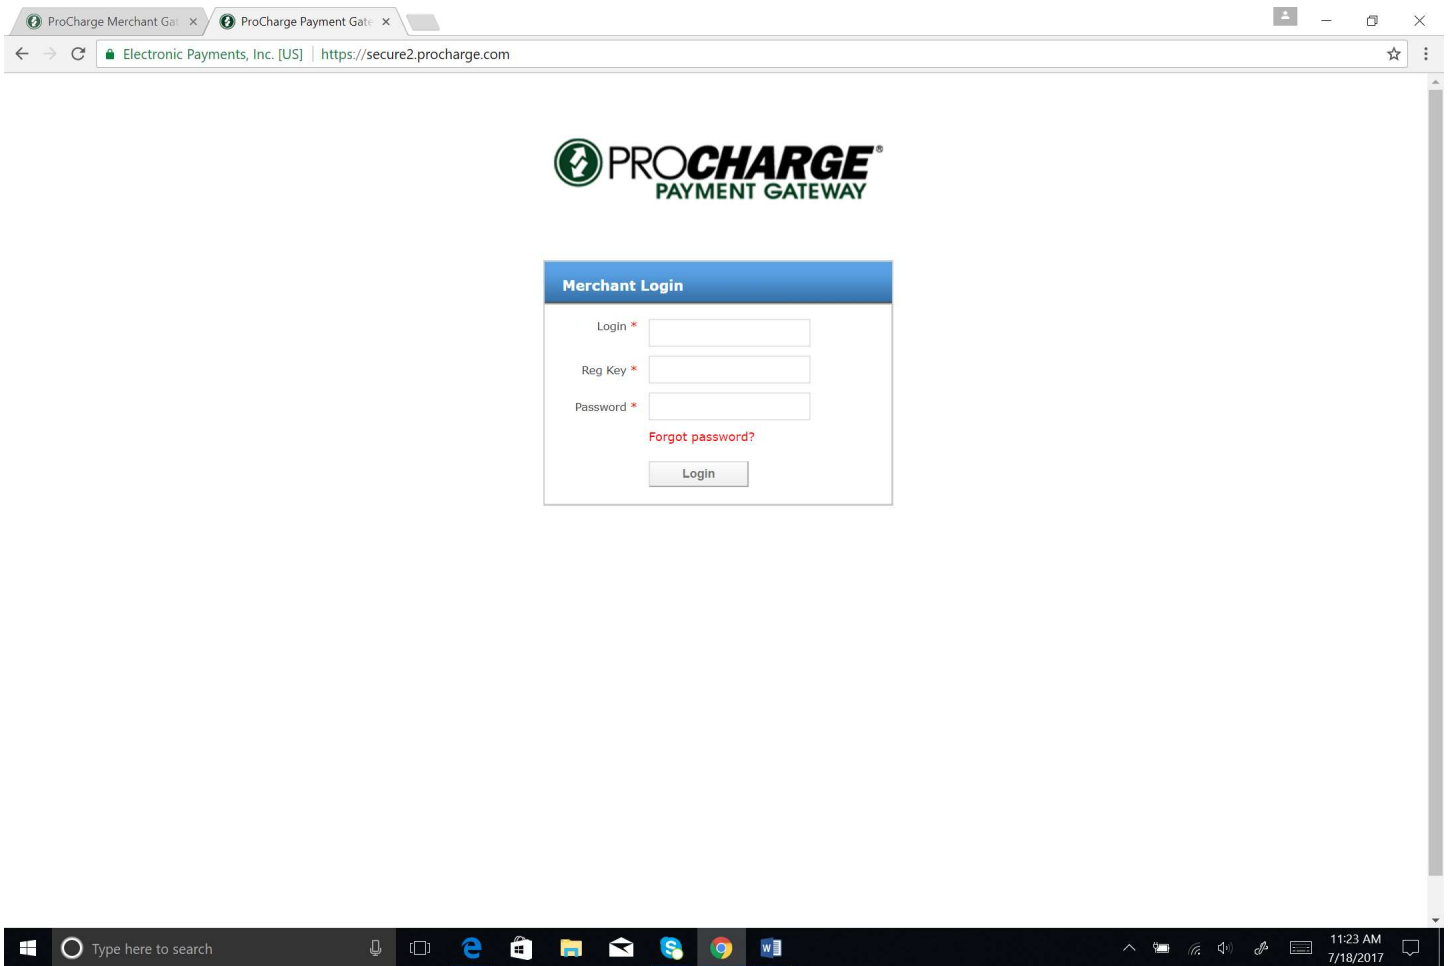 ProCharge Merchant Gat
ProCharge Payment Gate
Electronic Payments, Inc. [US] https://secure2.procharge.com
PROCHARGE®
PAYMENT GATEWAY
Merchant Login
Login *
Reg Key *
Password *
Forgot password?
Login
Type here to search
11:23 AM
7/18/2017